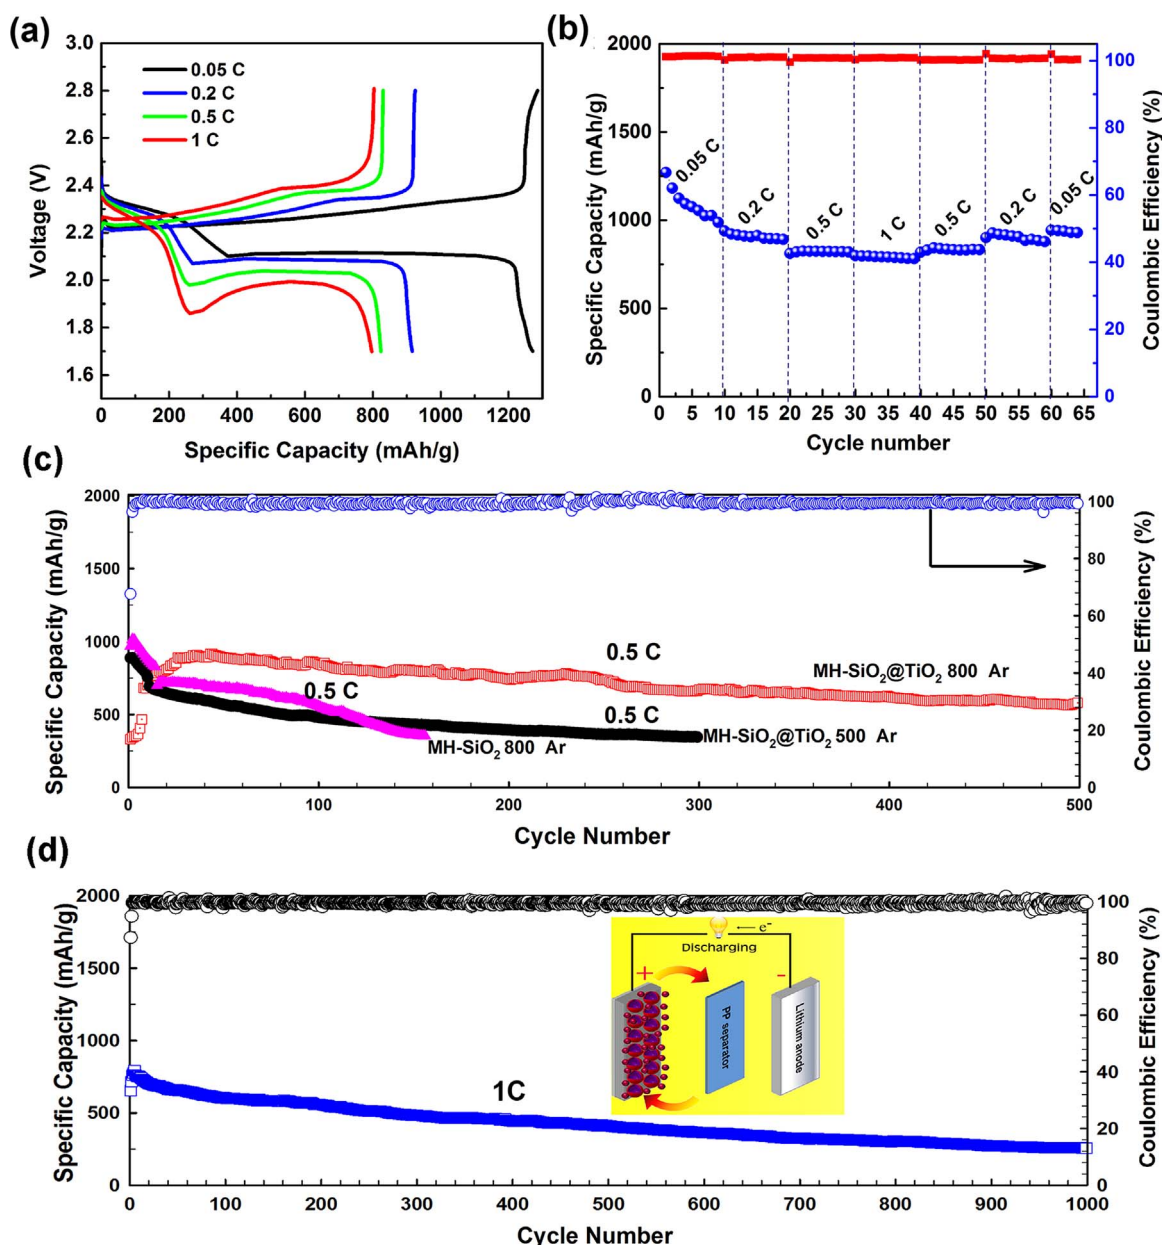 (a)
3.0
2.8
2.6
2.4
2.2
2.0
1.8
1.6
Voltage (V)
0.05 C
0.2 C
0.5 C
1 C
0 200 400 600 800 1000 1200
Specific Capacity (mAh/g)
(b)
2000
1500
1000
500
0
Specific Capacity (mAh/g)
0.05 C
0.2 C
0.5 C
1 C
0.5 C
0.2 C
0.05 C
100
80
60
40
20
0
Coulombic Efficiency (%)
0 5 10 15 20 25 30 35 40 45 50 55 60 65
Cycle number
(c)
2000
1500
1000
500
0
Specific Capacity (mAh/g)
0.5 C
MH-SiO₂@TiO₂ 800 Ar
0.5 C
0.5 C
MH-SiO₂ 800 Ar
MH-SiO₂@TiO₂ 500 Ar
100
80
60
40
20
0
Coulombic Efficiency (%)
0 100 200 300 400 500
Cycle Number
(d)
2000
1500
1000
500
0
Specific Capacity (mAh/g)
← e⁻
Discharging
+
-
PP separator
Lithium anode
1C
100
80
60
40
20
0
Coulombic Efficiency (%)
0 100 200 300 400 500 600 700 800 900 1000
Cycle Number